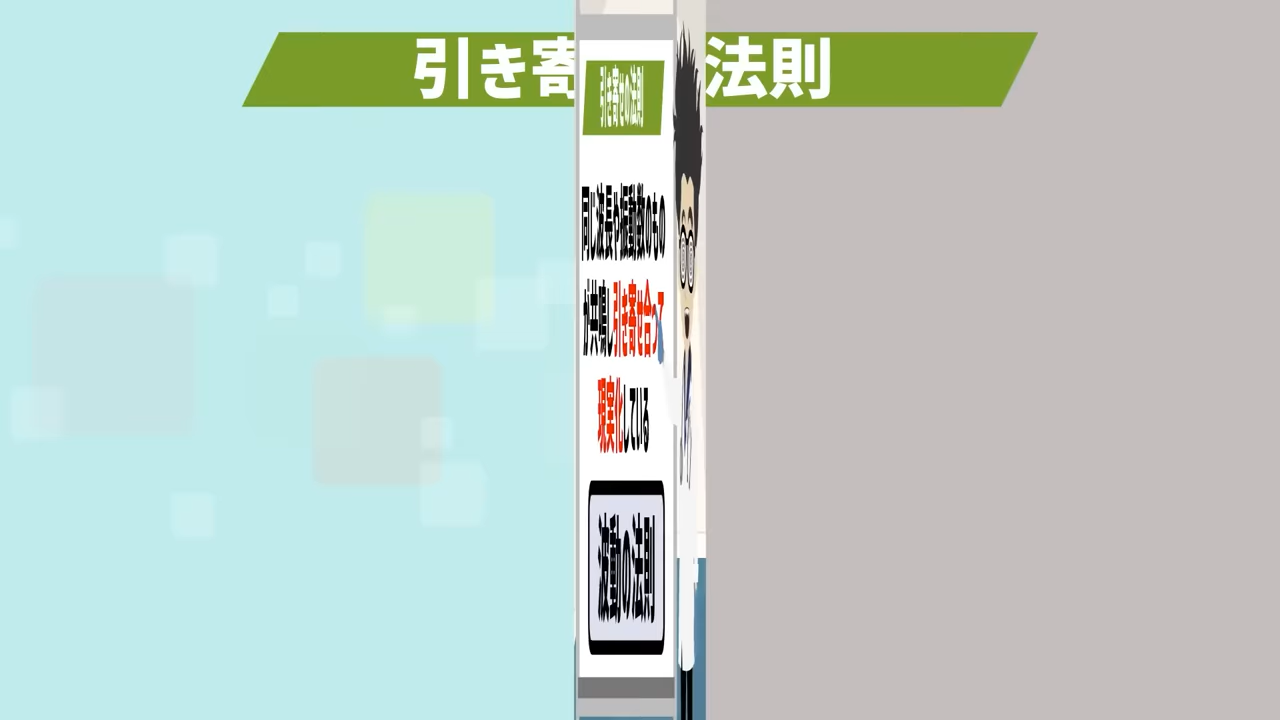 引き寄 法則
引き寄せの法則
同じ波長や振動数のもの
が共鳴し引き寄せ合って
現実化している
波動の法則